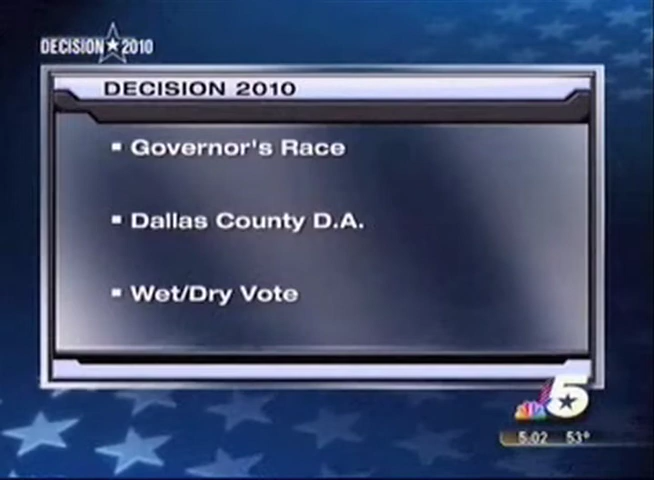 DECISION 2010
DECISION 2010
Governor's Race
Dallas County D.A.
Wet/Dry Vote
5
5:02 53°